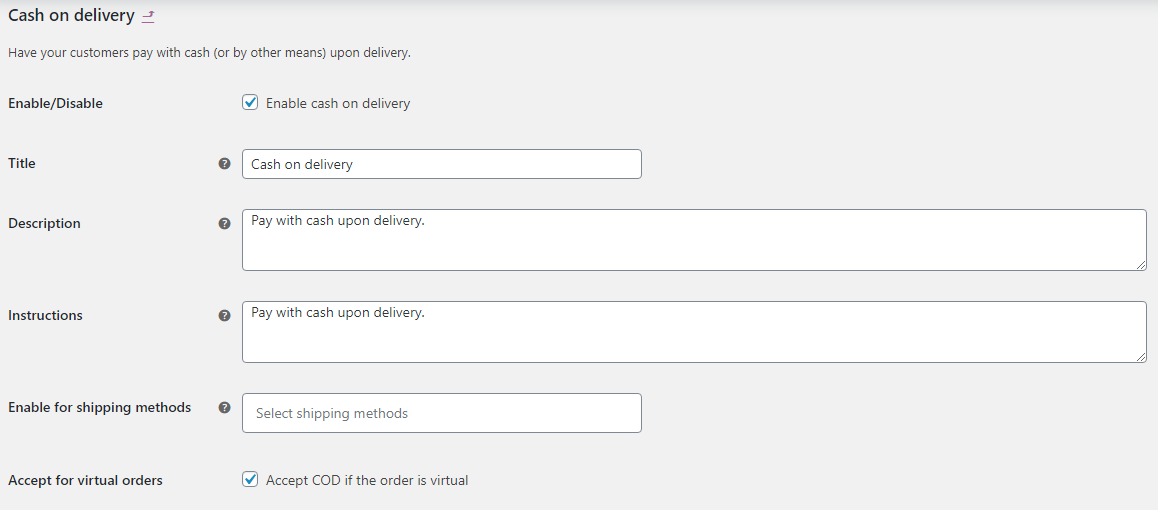 Cash on delivery
Have your customers pay with cash (or by other means) upon delivery.
Enable/Disable Enable cash on delivery
Title Cash on delivery
Description Pay with cash upon delivery.
Instructions Pay with cash upon delivery.
Enable for shipping methods Select shipping methods
Accept for virtual orders Accept COD if the order is virtual